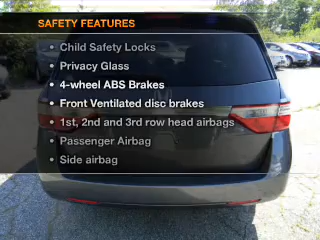 SAFETY FEATURES
• Child Safety Locks
• Privacy Glass
• 4-wheel ABS Brakes
• Front Ventilated disc brakes
• 1st, 2nd and 3rd row head airbags
• Passenger Airbag
• Side airbag